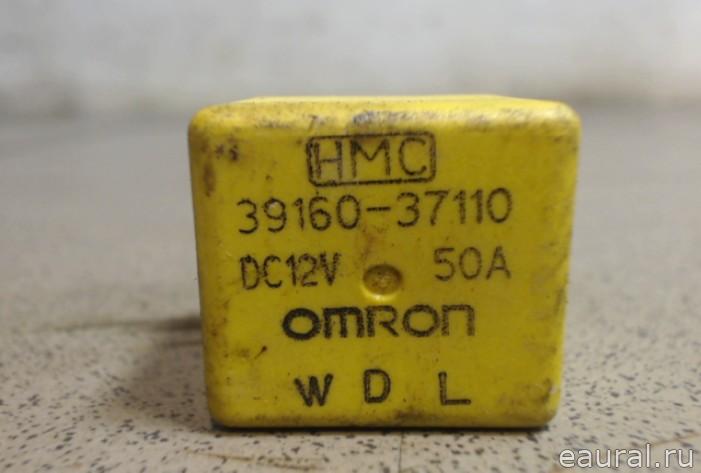 HMC
39160-37110
DC12V 50A
omron
W D L
eaural.ru